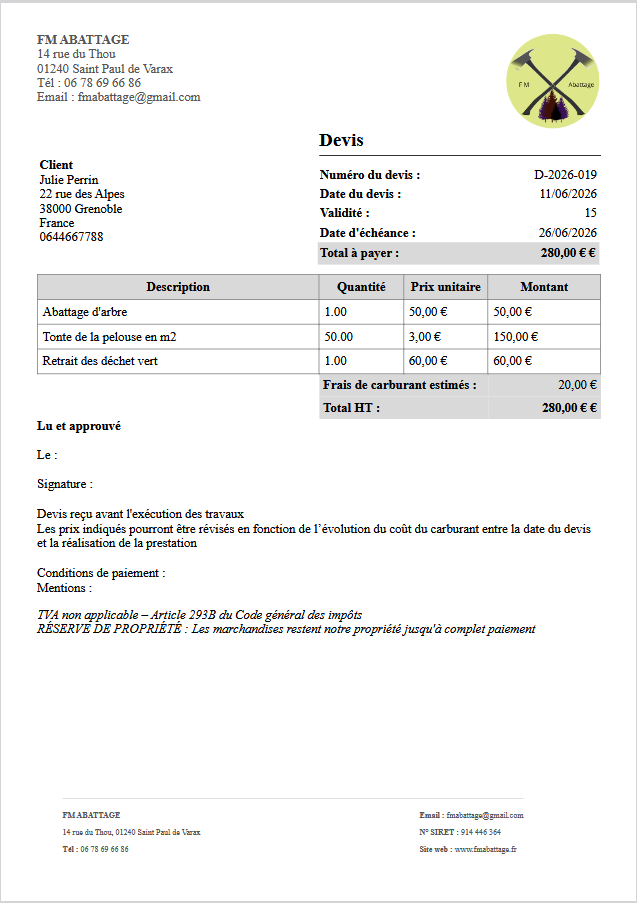 FM ABATTAGE
14 rue du Thou
01240 Saint Paul de Varax
Tél : 06 78 69 66 86
Email : fmabattage@gmail.com
F M Abattage
Devis
Client
Julie Perrin
22 rue des Alpes
38000 Grenoble
France
0644667788
Numéro du devis : D-2026-019
Date du devis : 11/06/2026
Validité : 15
Date d'échéance : 26/06/2026
Total à payer : 280,00 € €
Description Quantité Prix unitaire Montant
Abattage d'arbre 1.00 50,00 € 50,00 €
Tonte de la pelouse en m2 50.00 3,00 € 150,00 €
Retrait des déchet vert 1.00 60,00 € 60,00 €
Frais de carburant estimés : 20,00 €
Total HT : 280,00 € €
Lu et approuvé
Le :
Signature :
Devis reçu avant l'exécution des travaux
Les prix indiqués pourront être révisés en fonction de l’évolution du coût du carburant entre la date du devis
et la réalisation de la prestation
Conditions de paiement :
Mentions :
TVA non applicable – Article 293B du Code général des impôts
RÉSERVE DE PROPRIÉTÉ : Les marchandises restent notre propriété jusqu'à complet paiement
FM ABATTAGE
14 rue du Thou, 01240 Saint Paul de Varax
Tél : 06 78 69 66 86
Email : fmabattage@gmail.com
N° SIRET : 914 446 364
Site web : www.fmabattage.fr